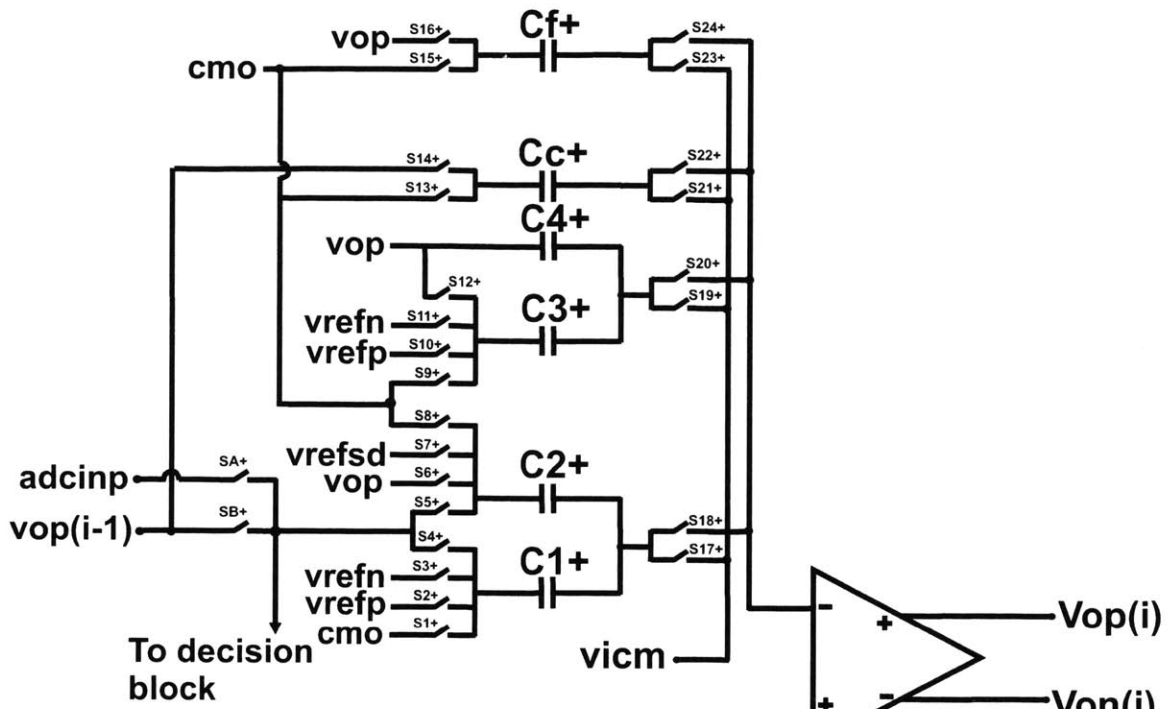 Cf+
vop
S16+
S15+
S24+
S23+
cmo
Cc+
S14+
S13+
S22+
S21+
C4+
vop
S12+
S20+
S19+
C3+
vrefn
S11+
vrefp
S10+
S9+
S8+
vrefsd
S7+
C2+
vop
S6+
adcinp
SA+
S5+
vop(i-1)
SB+
S4+
S18+
S17+
C1+
vrefn
S3+
vrefp
S2+
cmo
S1+
To decision
block
vicm
-
+
Vop(i)
+
-
Von(i)